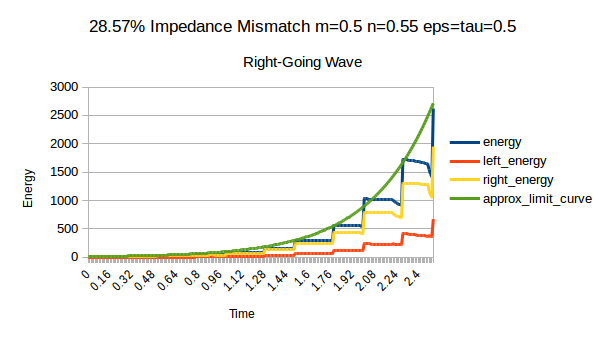 28.57% Impedance Mismatch m=0.5 n=0.55 eps=tau=0.5
Right-Going Wave
Energy
3000
2500
2000
1500
1000
500
0
0 0.16 0.32 0.48 0.64 0.8 0.96 1.12 1.28 1.44 1.6 1.76 1.92 2.08 2.24 2.4
Time
energy
left_energy
right_energy
approx_limit_curve